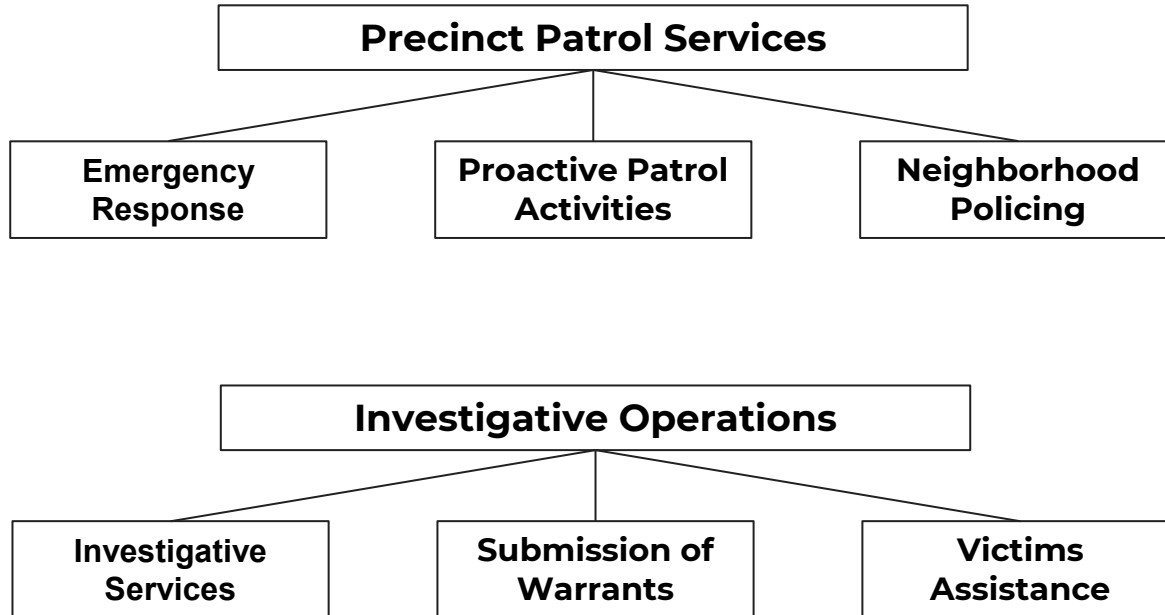 Precinct Patrol Services
Emergency
Response
Proactive Patrol
Activities
Neighborhood
Policing
Investigative Operations
Investigative
Services
Submission of
Warrants
Victims
Assistance